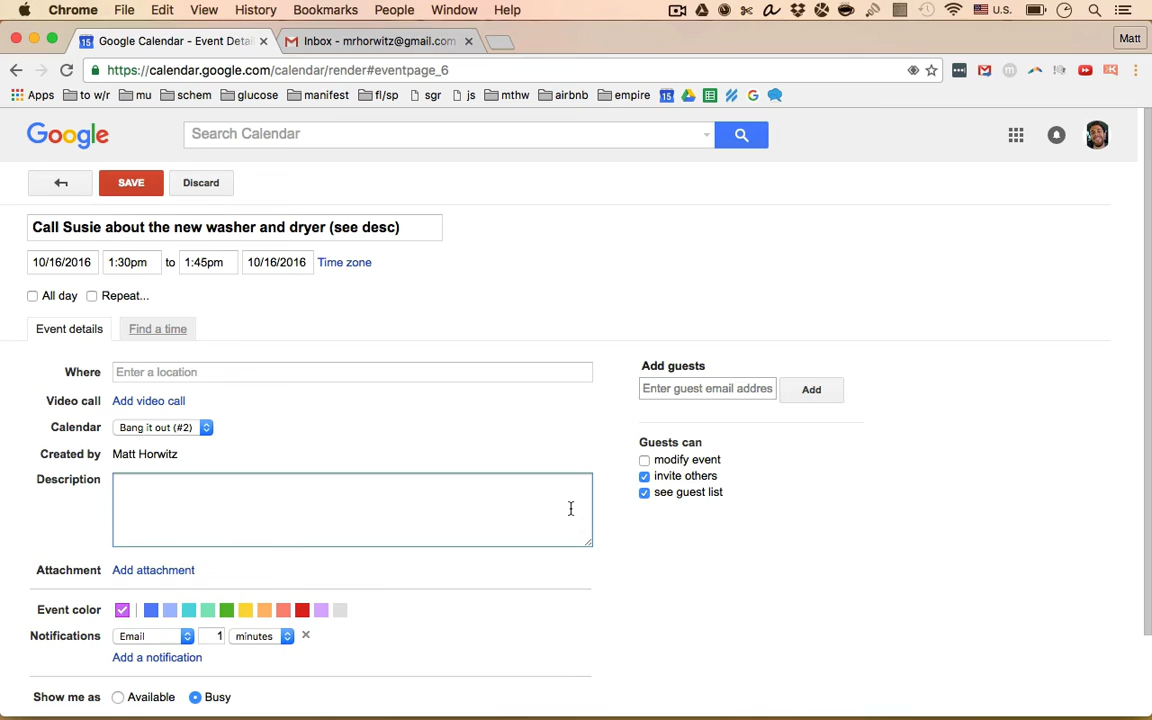 Chrome File Edit View History Bookmarks People Window Help U.S.
15 Google Calendar - Event Detai × Inbox - mrhorwitz@gmail.com × Matt
https://calendar.google.com/calendar/render#eventpage_6
Apps to w/r mu schem glucose manifest fl/sp sgr js mthw airbnb empire 15 G
Google Search Calendar
SAVE Discard
Call Susie about the new washer and dryer (see desc)
10/16/2016 1:30pm to 1:45pm 10/16/2016 Time zone
All day Repeat...
Event details Find a time
Where Enter a location
Add guests
Enter guest email addres Add
Video call Add video call
Calendar Bang it out (#2)
Guests can
Created by Matt Horwitz
modify event
Description
invite others
see guest list
Attachment Add attachment
Event color
Notifications Email 1 minutes ×
Add a notification
Show me as Available Busy